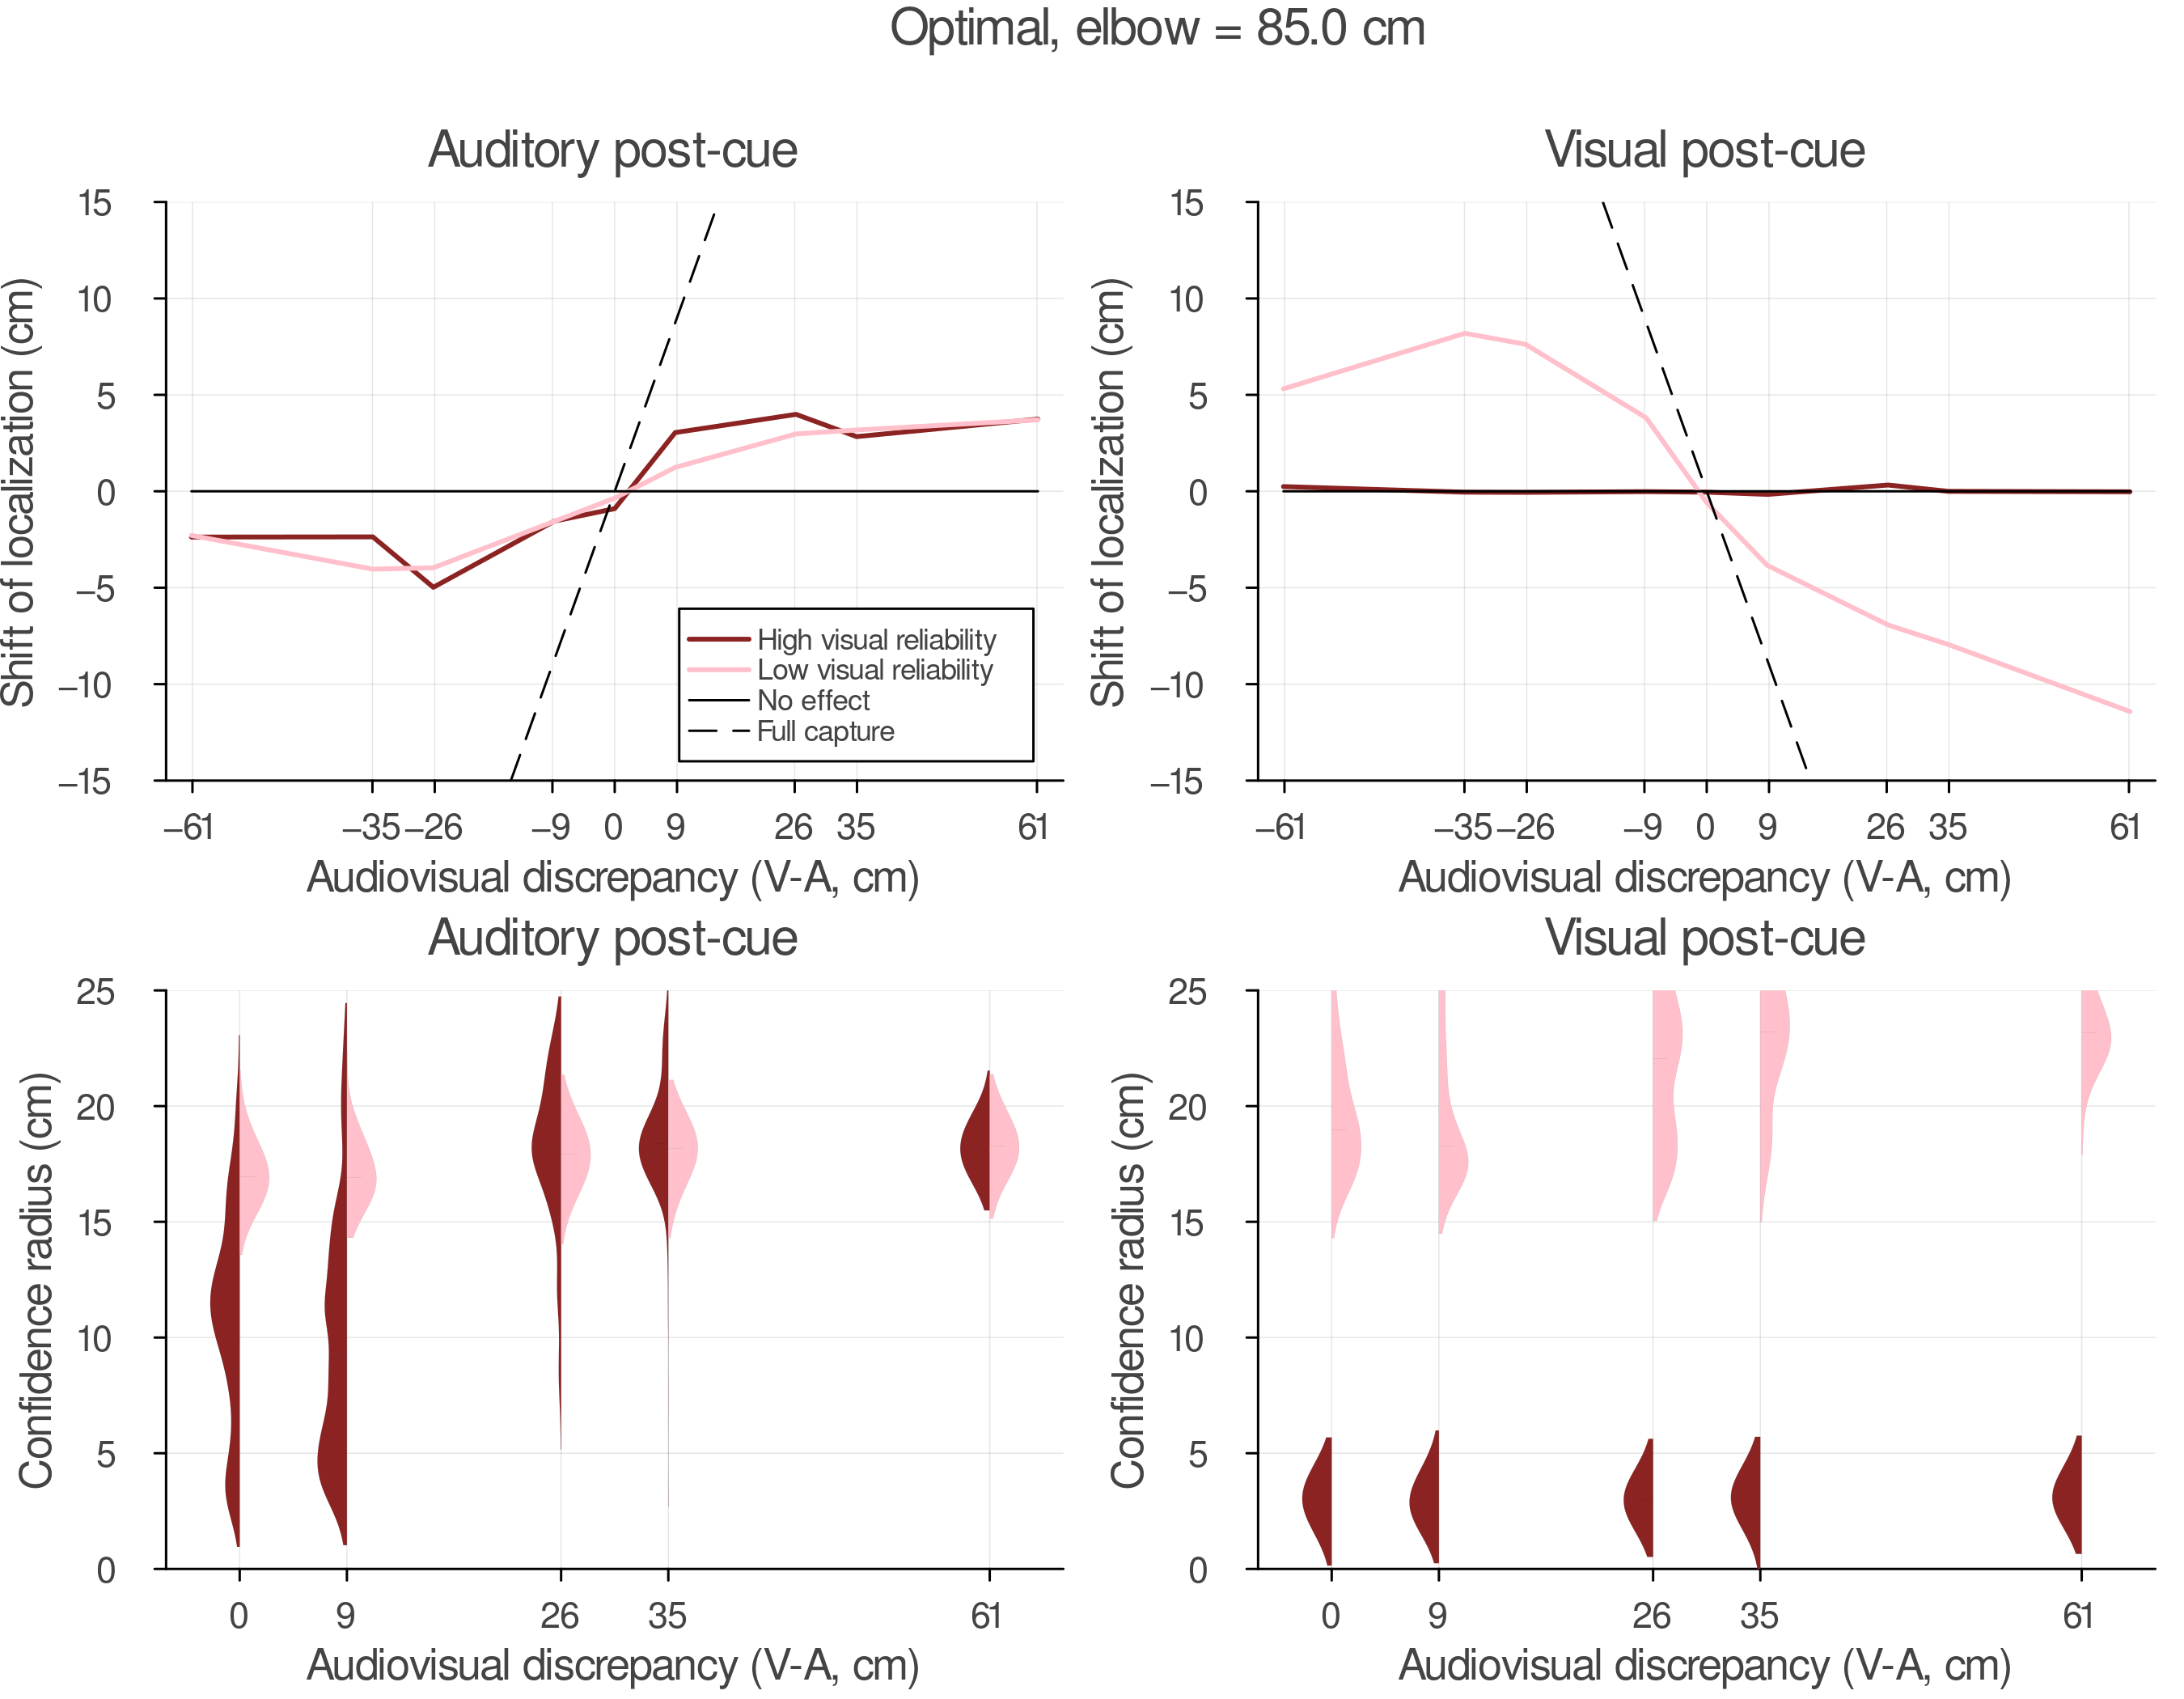 Optimal, elbow = 85.0 cm
Auditory post-cue
15
10
5
0
−5
−10
−15
Shift of localization (cm)
High visual reliability
Low visual reliability
No effect
Full capture
−61 −35 −26 −9 0 9 26 35 61
Audiovisual discrepancy (V-A, cm)
Visual post-cue
15
10
5
0
−5
−10
−15
Shift of localization (cm)
−61 −35 −26 −9 0 9 26 35 61
Audiovisual discrepancy (V-A, cm)
Auditory post-cue
25
20
15
10
5
0
Confidence radius (cm)
0 9 26 35 61
Audiovisual discrepancy (V-A, cm)
Visual post-cue
25
20
15
10
5
0
Confidence radius (cm)
0 9 26 35 61
Audiovisual discrepancy (V-A, cm)